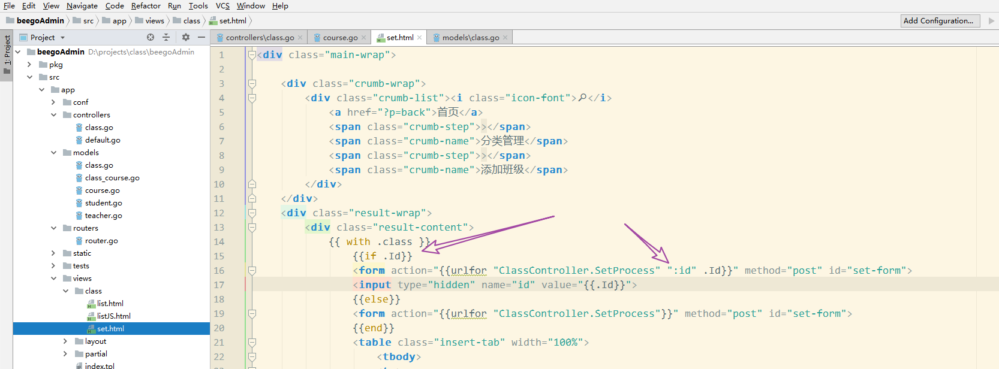 File Edit View Navigate Code Refactor Run Tools VCS Window Help
beegoAdmin src app views class set.html
Add Configuration...
1: Project
Project
controllers\class.go course.go set.html models\class.go
beegoAdmin D:\projects\class\beegoAdmin
pkg
src
app
conf
controllers
class.go
default.go
models
class.go
class_course.go
course.go
student.go
teacher.go
routers
router.go
static
tests
views
class
list.html
listJS.html
set.html
layout
partial
index.tpl
1 <div class="main-wrap">
2
3 <div class="crumb-wrap">
4 <div class="crumb-list"><i class="icon-font"></i>
5 <a href="?p=back">首页</a>
6 <span class="crumb-step">></span>
7 <span class="crumb-name">分类管理</span>
8 <span class="crumb-step">></span>
9 <span class="crumb-name">添加班级</span>
10 </div>
11 </div>
12 <div class="result-wrap">
13 <div class="result-content">
14 {{ with .class }}
15 {{if .Id}}
16 <form action="{{urlfor "ClassController.SetProcess" ":id" .Id}}" method="post" id="set-form">
17 <input type="hidden" name="id" value="{{.Id}}">
18 {{else}}
19 <form action="{{urlfor "ClassController.SetProcess"}}" method="post" id="set-form">
20 {{end}}
21 <table class="insert-tab" width="100%">
22 <tbody>